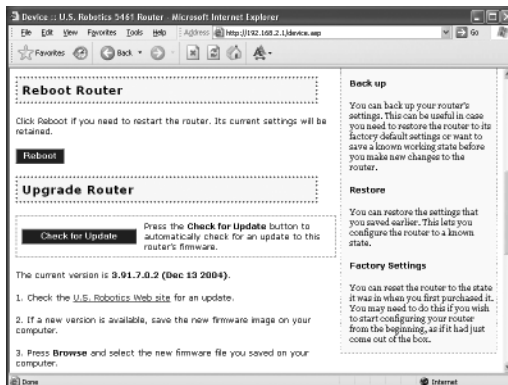 Device :: U.S. Robotics 5461 Router - Microsoft Internet Explorer
File Edit View Favorites Tools Help
Address http://192.168.2.1/device.asp
Go
Favorites
Back
Reboot Router
Click Reboot if you need to restart the router. Its current settings will be
retained.
Reboot
Upgrade Router
Check for Update
Press the Check for Update button to
automatically check for an update to this
router's firmware.
The current version is 3.91.7.0.2 (Dec 13 2004).
1. Check the U.S. Robotics Web site for an update.
2. If a new version is available, save the new firmware image on your
computer.
3. Press Browse and select the new firmware file you saved on your
computer.
Back up
You can back up your router's
settings. This can be useful in case
you need to restore the router to its
factory default settings or want to
save a known working state before
you make new changes to the
router.
Restore
You can restore the settings that
you saved earlier. This lets you
configure the router to a known
state.
Factory Settings
You can reset the router to the state
it was in when you first purchased it.
You may need to do this if you wish
to start configuring your router
from the beginning, as if it had just
come out of the box.
Done
Internet